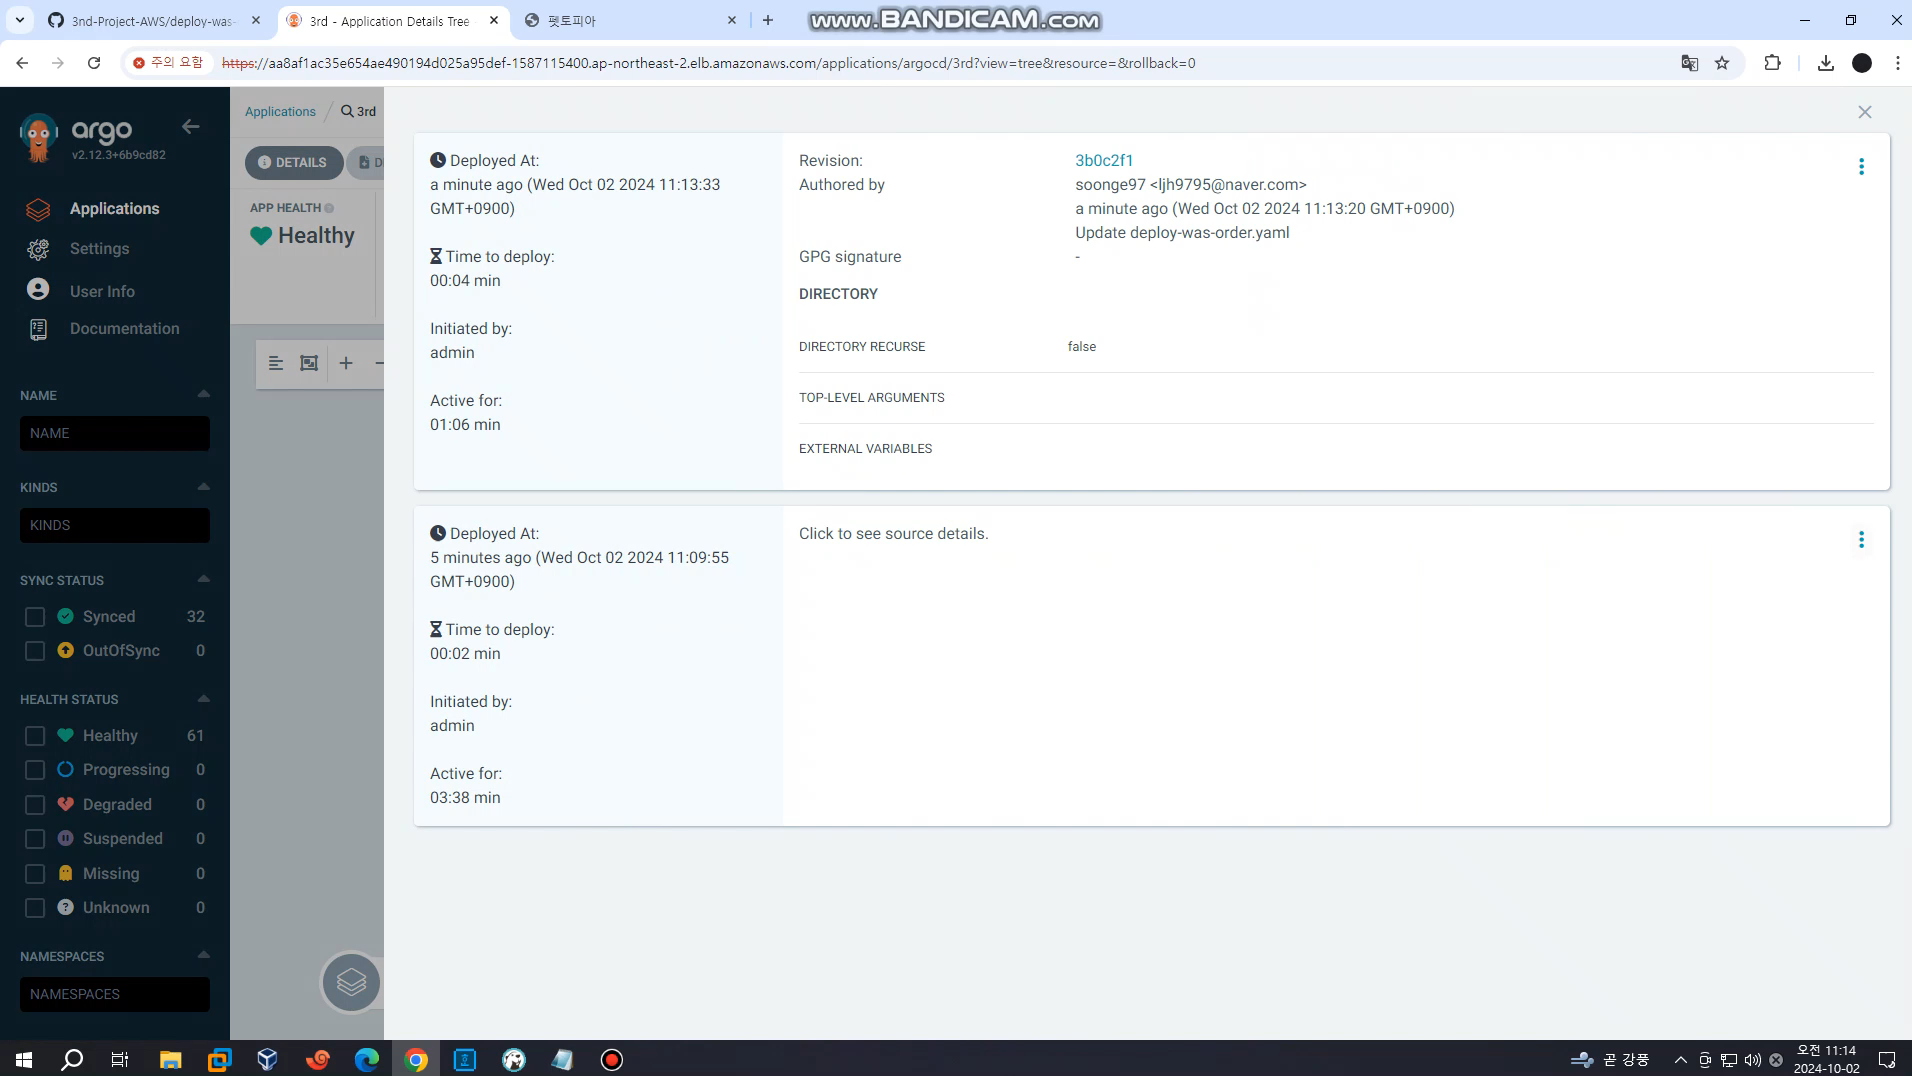 3nd-Project-AWS/deploy-was-
3rd - Application Details Tree
펫토피아
www.BANDICAM.com
주의 요함
https://aa8af1ac35e654ae490194d025a95def-1587115400.ap-northeast-2.elb.amazonaws.com/applications/argocd/3rd?view=tree&resource=&rollback=0
argo
v2.12.3+6b9cd82
Applications
Settings
User Info
Documentation
NAME
NAME
KINDS
KINDS
SYNC STATUS
Synced 32
OutOfSync 0
HEALTH STATUS
Healthy 61
Progressing 0
Degraded 0
Suspended 0
Missing 0
Unknown 0
NAMESPACES
NAMESPACES
Applications / 3rd
DETAILS
D
APP HEALTH
Healthy
Deployed At:
a minute ago (Wed Oct 02 2024 11:13:33
GMT+0900)
Time to deploy:
00:04 min
Initiated by:
admin
Active for:
01:06 min
Revision: 3b0c2f1
Authored by soonge97 <ljh9795@naver.com>
a minute ago (Wed Oct 02 2024 11:13:20 GMT+0900)
Update deploy-was-order.yaml
GPG signature -
DIRECTORY
DIRECTORY RECURSE false
TOP-LEVEL ARGUMENTS
EXTERNAL VARIABLES
Deployed At:
5 minutes ago (Wed Oct 02 2024 11:09:55
GMT+0900)
Time to deploy:
00:02 min
Initiated by:
admin
Active for:
03:38 min
Click to see source details.
곧 강풍
오전 11:14
2024-10-02